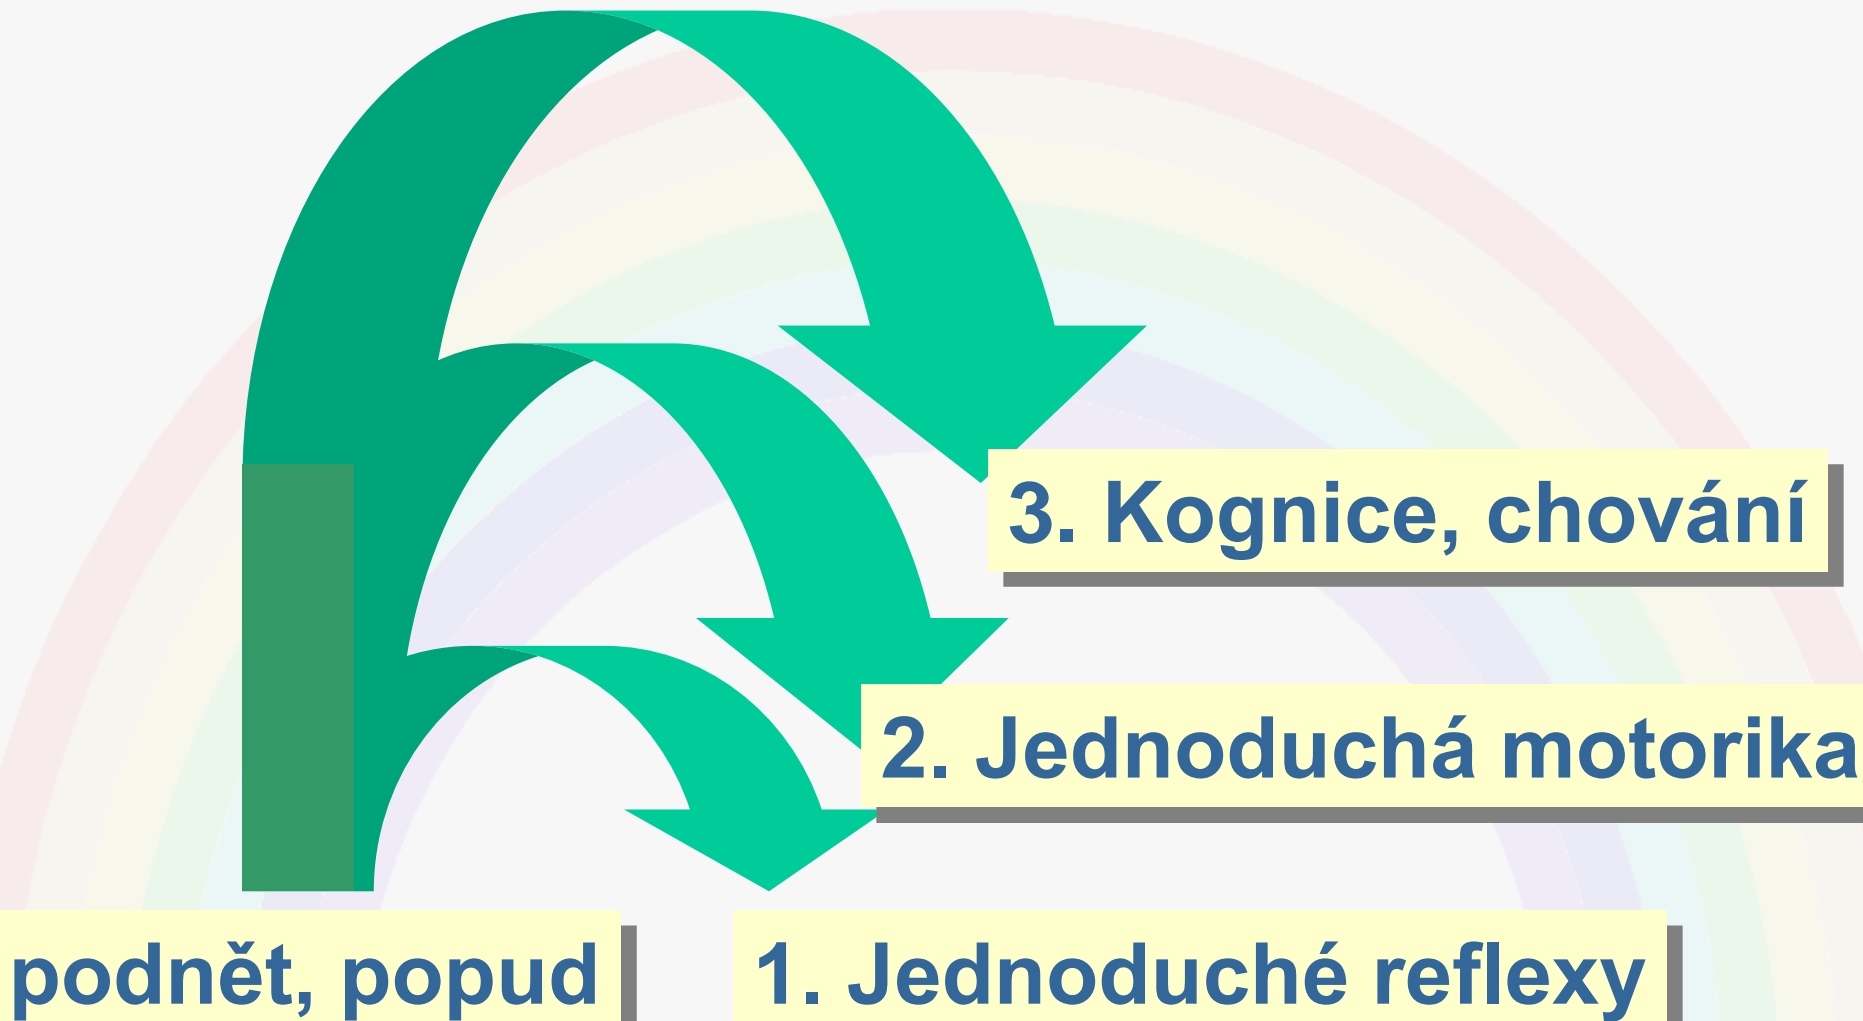 3. Kognice, chování
2. Jednoduchá motorika
podnět, popud
1. Jednoduché reflexy